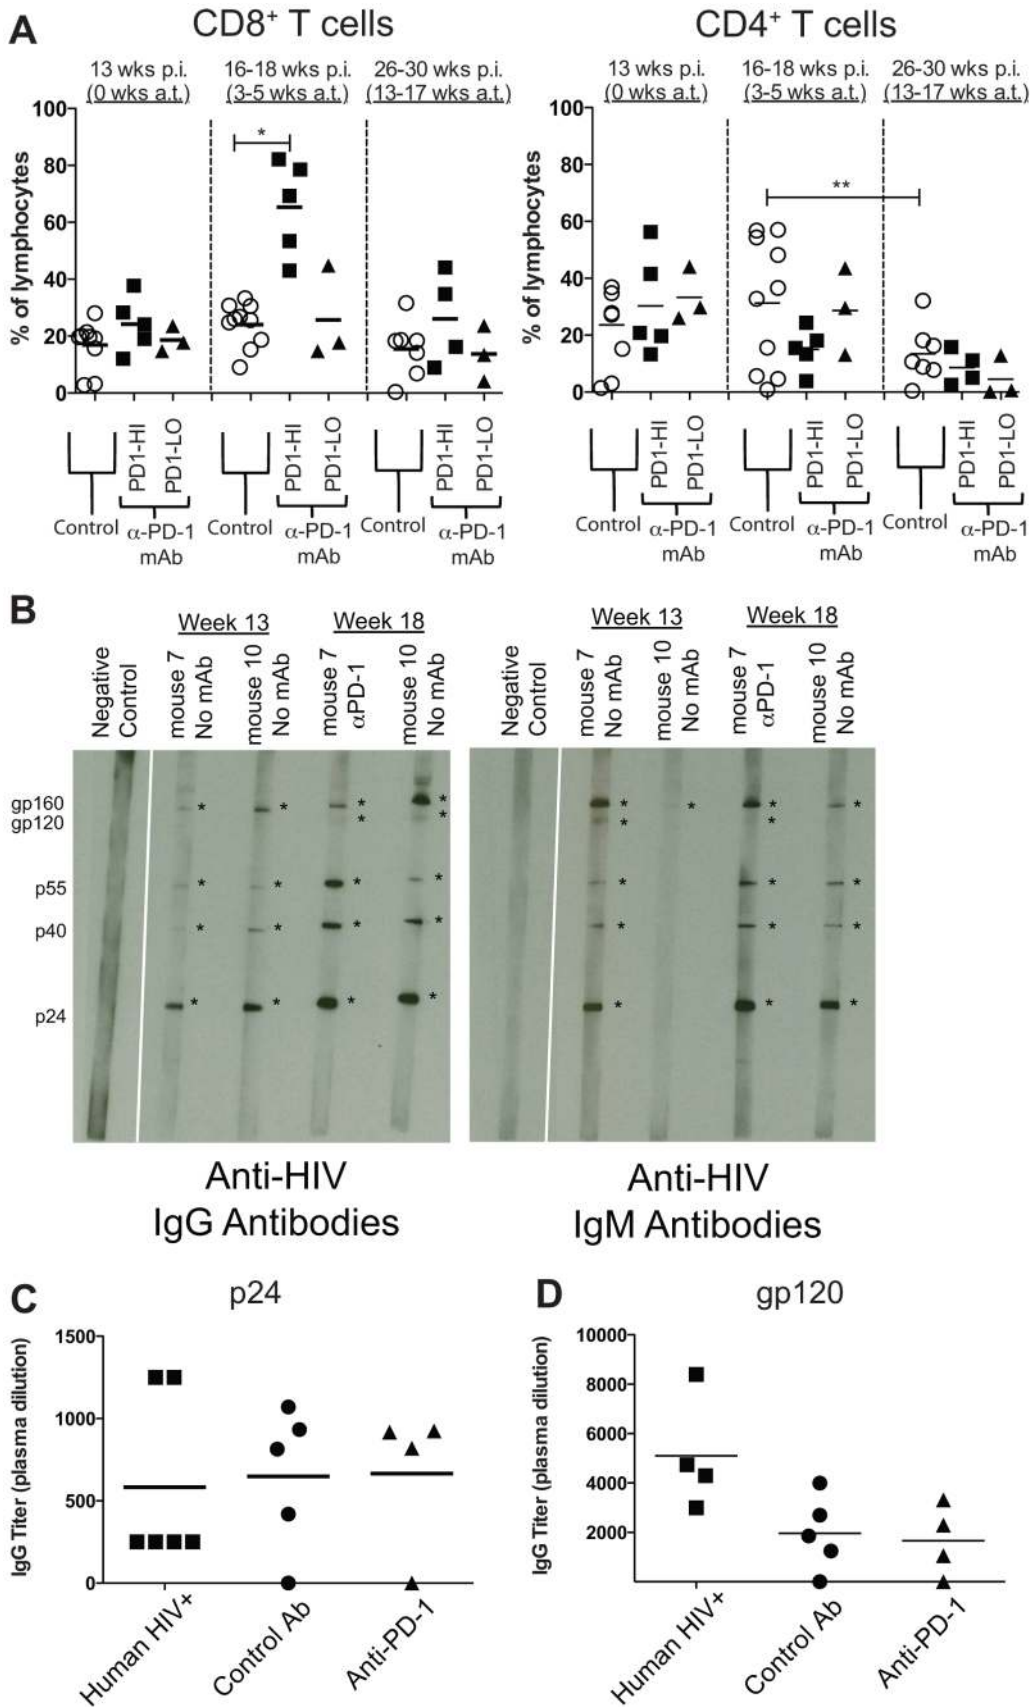 A
CD8+ T cells
CD4+ T cells
13 wks p.i.
(0 wks a.t.)
16-18 wks p.i.
(3-5 wks a.t.)
26-30 wks p.i.
(13-17 wks a.t.)
13 wks p.i.
(0 wks a.t.)
16-18 wks p.i.
(3-5 wks a.t.)
26-30 wks p.i.
(13-17 wks a.t.)
% of lymphocytes
100
80
60
40
20
0
*
% of lymphocytes
100
80
60
40
20
0
**
Control
PD1-HI
PD1-LO
α-PD-1
mAb
Control
PD1-HI
PD1-LO
α-PD-1
mAb
Control
PD1-HI
PD1-LO
α-PD-1
mAb
Control
PD1-HI
PD1-LO
α-PD-1
mAb
Control
PD1-HI
PD1-LO
α-PD-1
mAb
Control
PD1-HI
PD1-LO
α-PD-1
mAb
B
Week 13
Week 18
Negative
Control
mouse 7
No mAb
mouse 10
No mAb
mouse 7
αPD-1
mouse 10
No mAb
Week 13
Week 18
Negative
Control
mouse 7
No mAb
mouse 10
No mAb
mouse 7
αPD-1
mouse 10
No mAb
gp160
gp120
p55
p40
p24
Anti-HIV
IgG Antibodies
Anti-HIV
IgM Antibodies
C
p24
IgG Titer (plasma dilution)
1500
1000
500
0
Human HIV+
Control Ab
Anti-PD-1
D
gp120
IgG Titer (plasma dilution)
10000
8000
6000
4000
2000
Human HIV+
Control Ab
Anti-PD-1